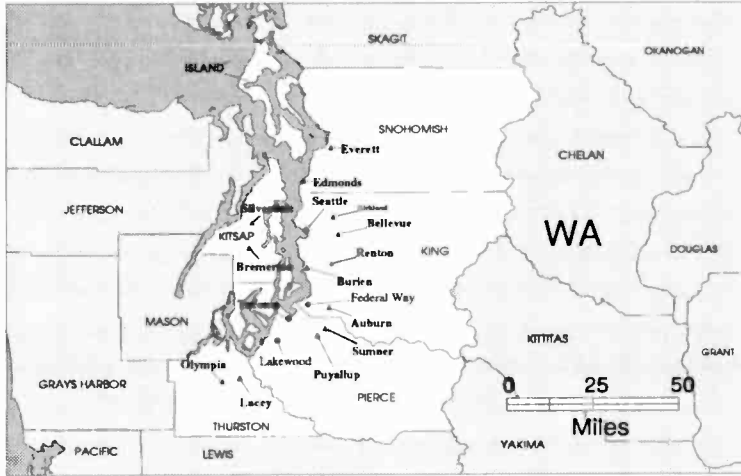 SKAGIT
OKANOGAN
ISLAND
SNOHOMISH
CLALLAM
Everett
CHELAN
Edmonds
Seattle
JEFFERSON
Kirkland
Bellevue
KITSAP
WA
KING
DOUGLAS
Renton
Burien
Federal Way
MASON
Auburn
KITTITAS
Sumner
GRANT
Lakewood
Olympia
Puyallup
GRAYS HARBOR
0 25 50
PIERCE
Lacey
THURSTON
Miles
PACIFIC
LEWIS
YAKIMA